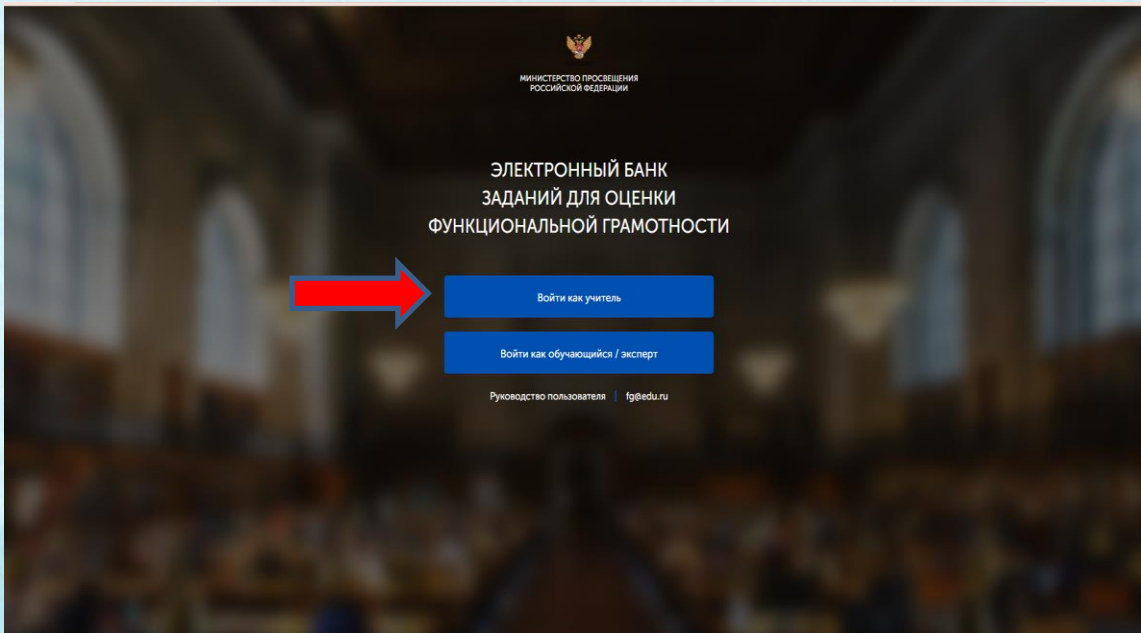 МИНИСТЕРСТВО ПРОСВЕЩЕНИЯ
РОССИЙСКОЙ ФЕДЕРАЦИИ
ЭЛЕКТРОННЫЙ БАНК
ЗАДАНИЙ ДЛЯ ОЦЕНКИ
ФУНКЦИОНАЛЬНОЙ ГРАМОТНОСТИ
Войти как учитель
Войти как обучающийся / эксперт
Руководство пользователя | fg@edu.ru